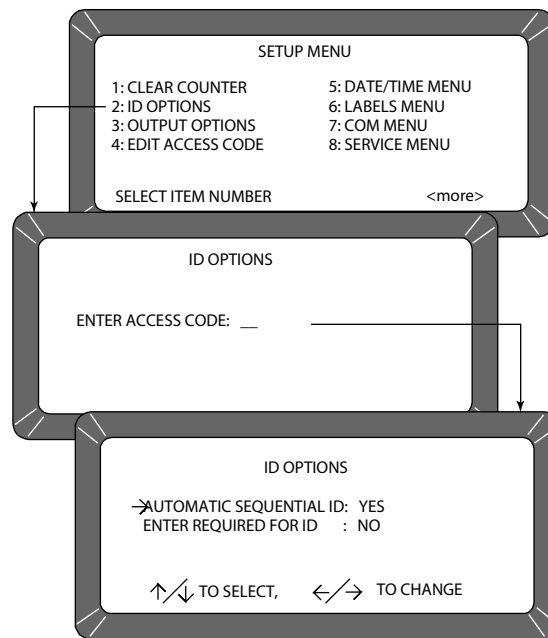 SETUP MENU
1: CLEAR COUNTER 5: DATE/TIME MENU
2: ID OPTIONS 6: LABELS MENU
3: OUTPUT OPTIONS 7: COM MENU
4: EDIT ACCESS CODE 8: SERVICE MENU
SELECT ITEM NUMBER <more>
ID OPTIONS
ENTER ACCESS CODE: __
ID OPTIONS
→AUTOMATIC SEQUENTIAL ID: YES
ENTER REQUIRED FOR ID : NO
↑/↓ TO SELECT, ←/→ TO CHANGE